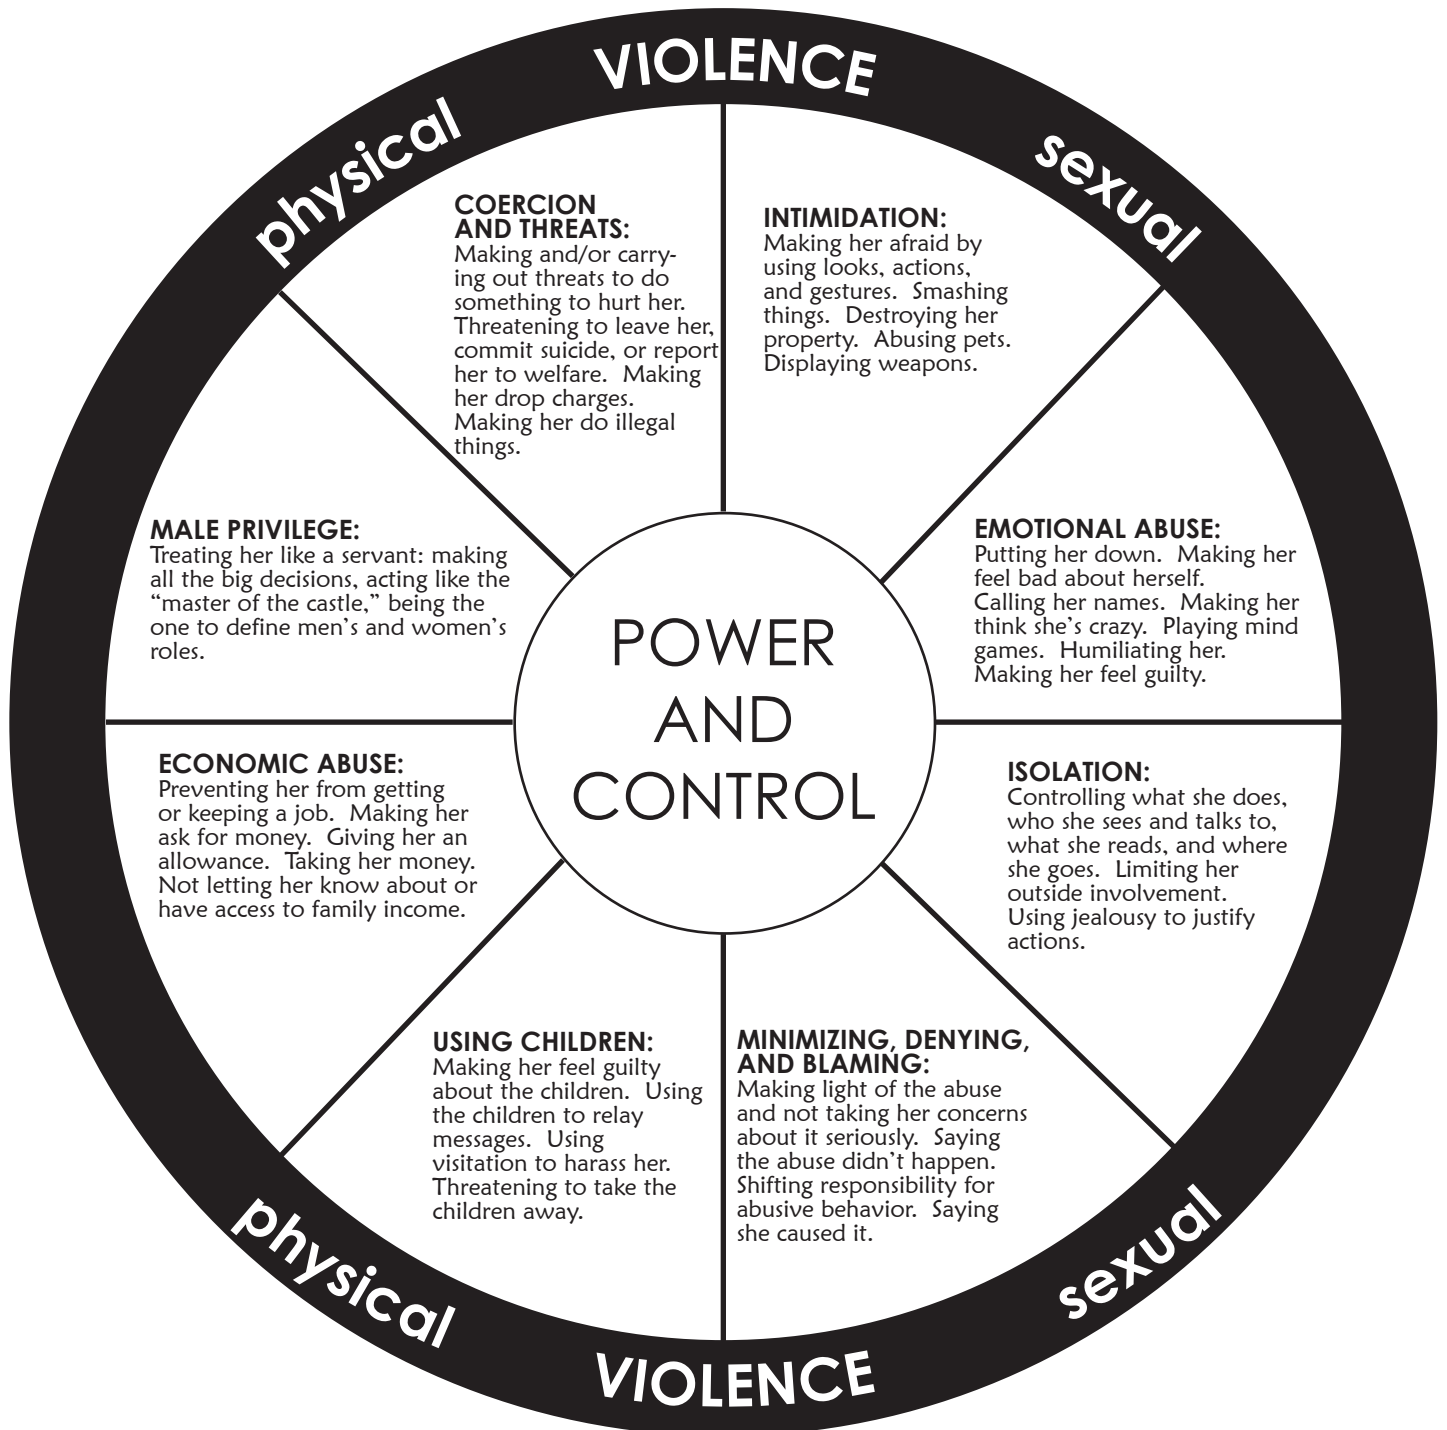 VIOLENCE
physical
sexual
COERCION
AND THREATS:
Making and/or carry-
ing out threats to do
something to hurt her.
Threatening to leave her,
commit suicide, or report
her to welfare.  Making
her drop charges.
Making her do illegal
things.
INTIMIDATION:
Making her afraid by
using looks, actions,
and gestures.  Smashing
things.  Destroying her
property.  Abusing pets.
Displaying weapons.
MALE PRIVILEGE:
Treating her like a servant: making
all the big decisions, acting like the
“master of the castle,” being the
one to define men’s and women’s
roles.
EMOTIONAL ABUSE:
Putting her down.  Making her
feel bad about herself.
Calling her names.  Making her
think she’s crazy.  Playing mind
games.  Humiliating her.
Making her feel guilty.
POWER
AND
CONTROL
ECONOMIC ABUSE:
Preventing her from getting
or keeping a job.  Making her
ask for money.  Giving her an
allowance.  Taking her money.
Not letting her know about or
have access to family income.
ISOLATION:
Controlling what she does,
who she sees and talks to,
what she reads, and where
she goes.  Limiting her
outside involvement.
Using jealousy to justify
actions.
USING CHILDREN:
Making her feel guilty
about the children.  Using
the children to relay
messages.  Using
visitation to harass her.
Threatening to take the
children away.
MINIMIZING, DENYING,
AND BLAMING:
Making light of the abuse
and not taking her concerns
about it seriously.  Saying
the abuse didn’t happen.
Shifting responsibility for
abusive behavior.  Saying
she caused it.
physical
sexual
VIOLENCE